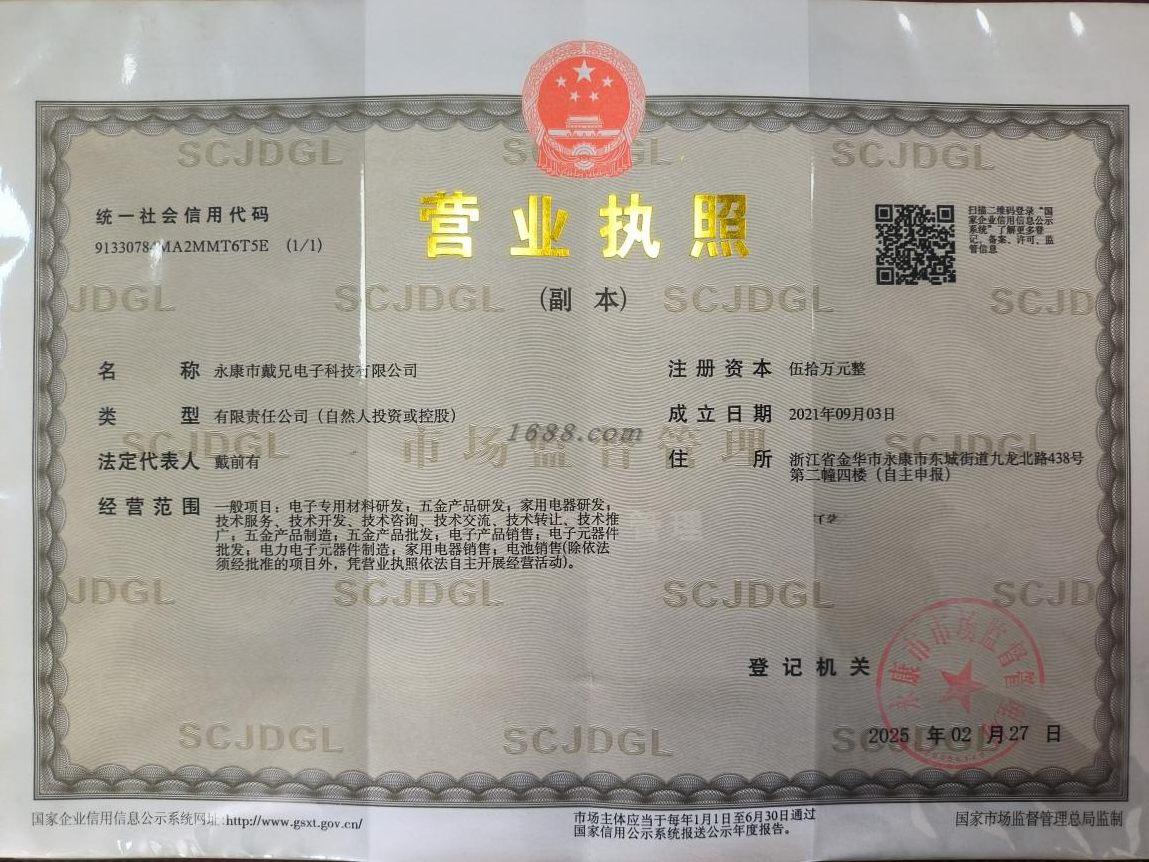 营业执照
(副 本)
统一社会信用代码
91330784MA2MMT6T5E (1/1)
扫描二维码登录“国
家企业信用信息公示
系统”了解更多登
记、备案、许可、监
管信息
名 称 永康市戴兄电子科技有限公司
类 型 有限责任公司（自然人投资或控股）
法定代表人 戴前有
经营范围 一般项目：电子专用材料研发；五金产品研发；家用电器研发；
技术服务、技术开发、技术咨询、技术交流、技术转让、技术推
广；五金产品制造；五金产品批发；电子产品销售；电子元器件
批发；电力电子元器件制造；家用电器销售；电池销售(除依法
须经批准的项目外，凭营业执照依法自主开展经营活动)。
注册资本 伍拾万元整
成立日期 2021年09月03日
住 所 浙江省金华市永康市东城街道九龙北路438号
第二幢四楼（自主申报）
1688.com
市场监督管理
SCJDGL
登记机关
永康市市场监督管
2025 年 02 月 27 日
国家企业信用信息公示系统网址:http://www.gsxt.gov.cn/
市场主体应当于每年1月1日至6月30日通过
国家信用公示系统报送公示年度报告。
国家市场监督管理总局监制